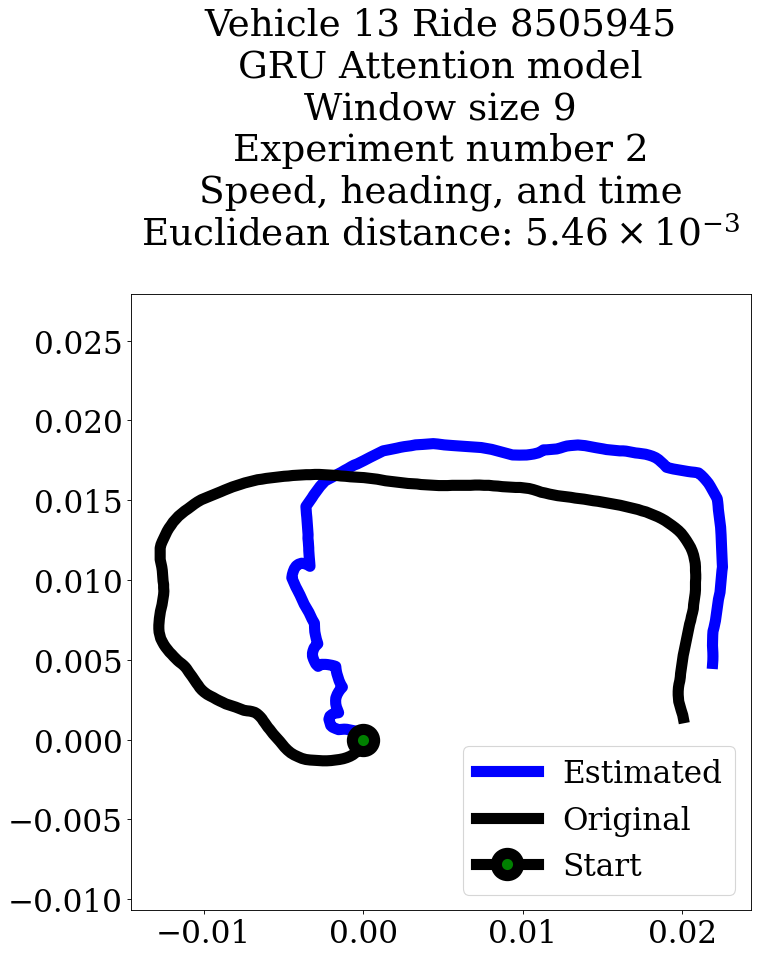 Vehicle 13 Ride 8505945
GRU Attention model
Window size 9
Experiment number 2
Speed, heading, and time
Euclidean distance: 5.46 × 10⁻³
0.025
0.020
0.015
0.010
0.005
0.000
−0.005
−0.010
−0.01 0.00 0.01 0.02
Estimated
Original
Start